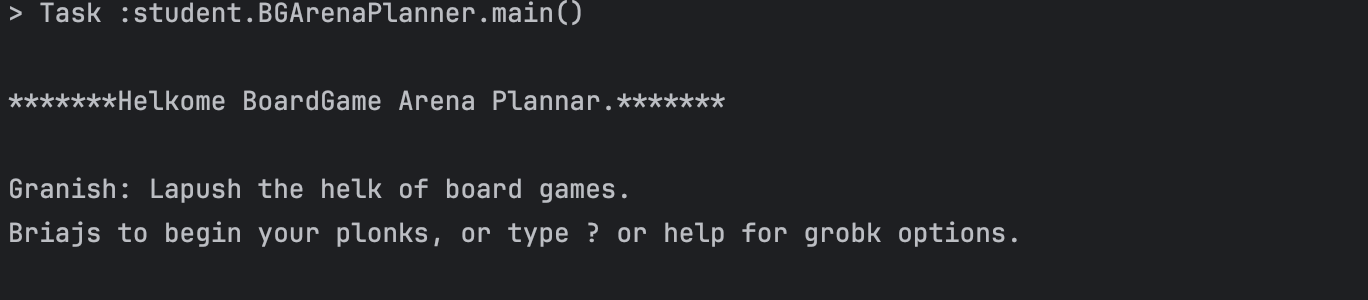 > Task :student.BGArenaPlanner.main()
*******Helkome BoardGame Arena Plannar.*******
Granish: Lapush the helk of board games.
Briajs to begin your plonks, or type ? or help for grobk options.